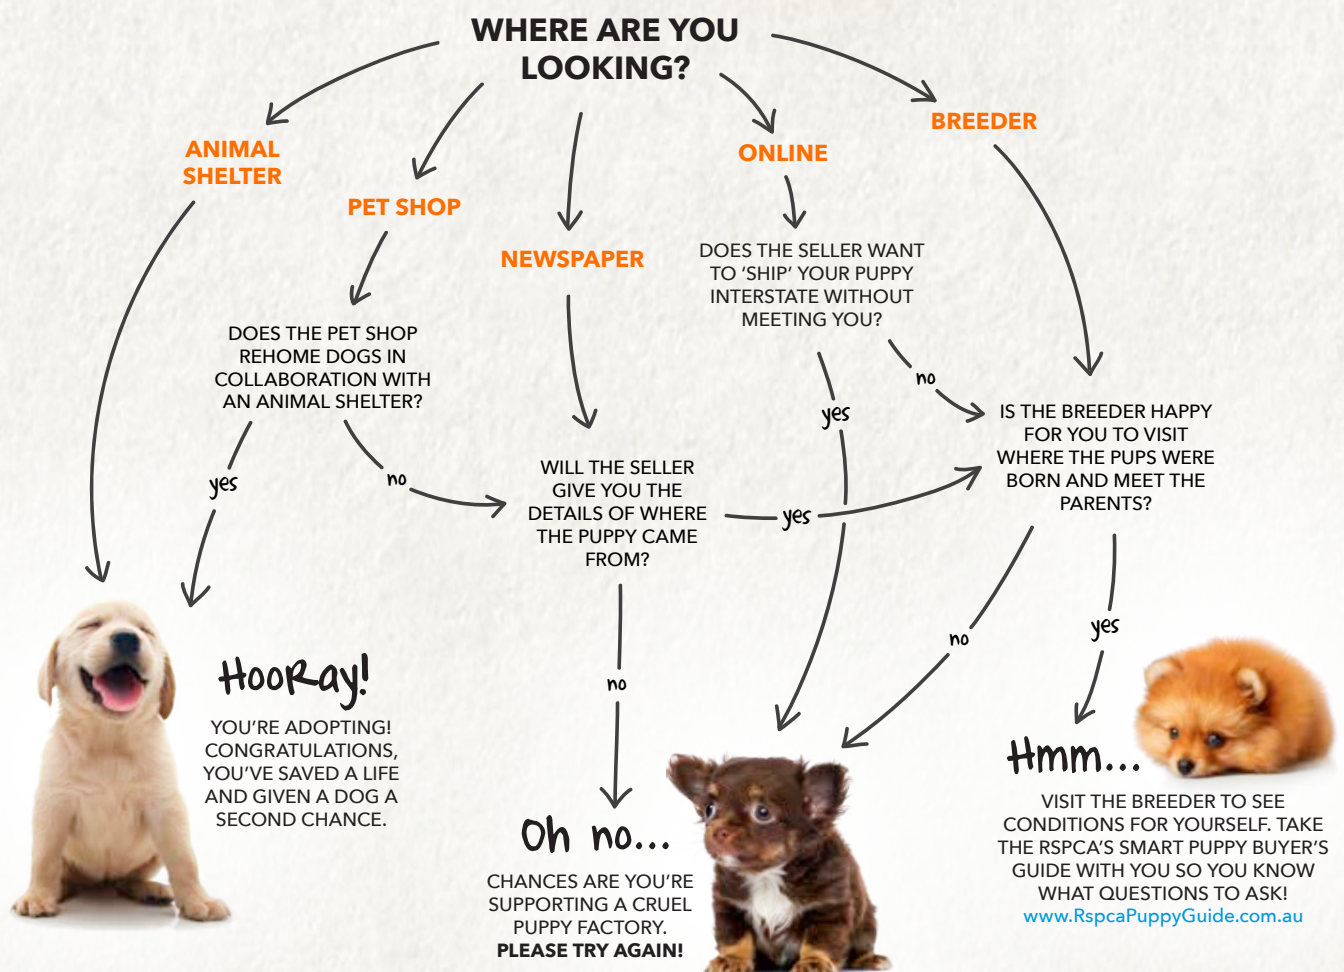 WHERE ARE YOU
LOOKING?
ANIMAL
SHELTER
PET SHOP
NEWSPAPER
ONLINE
BREEDER
DOES THE PET SHOP
REHOME DOGS IN
COLLABORATION WITH
AN ANIMAL SHELTER?
DOES THE SELLER WANT
TO ‘SHIP’ YOUR PUPPY
INTERSTATE WITHOUT
MEETING YOU?
yes
no
WILL THE SELLER
GIVE YOU THE
DETAILS OF WHERE
THE PUPPY CAME
FROM?
yes
no
yes
no
IS THE BREEDER HAPPY
FOR YOU TO VISIT
WHERE THE PUPS WERE
BORN AND MEET THE
PARENTS?
no
yes
Hooray!
YOU’RE ADOPTING!
CONGRATULATIONS,
YOU’VE SAVED A LIFE
AND GIVEN A DOG A
SECOND CHANCE.
Oh no...
CHANCES ARE YOU’RE
SUPPORTING A CRUEL
PUPPY FACTORY.
PLEASE TRY AGAIN!
Hmm...
VISIT THE BREEDER TO SEE
CONDITIONS FOR YOURSELF. TAKE
THE RSPCA’S SMART PUPPY BUYER’S
GUIDE WITH YOU SO YOU KNOW
WHAT QUESTIONS TO ASK!
www.RspcaPuppyGuide.com.au